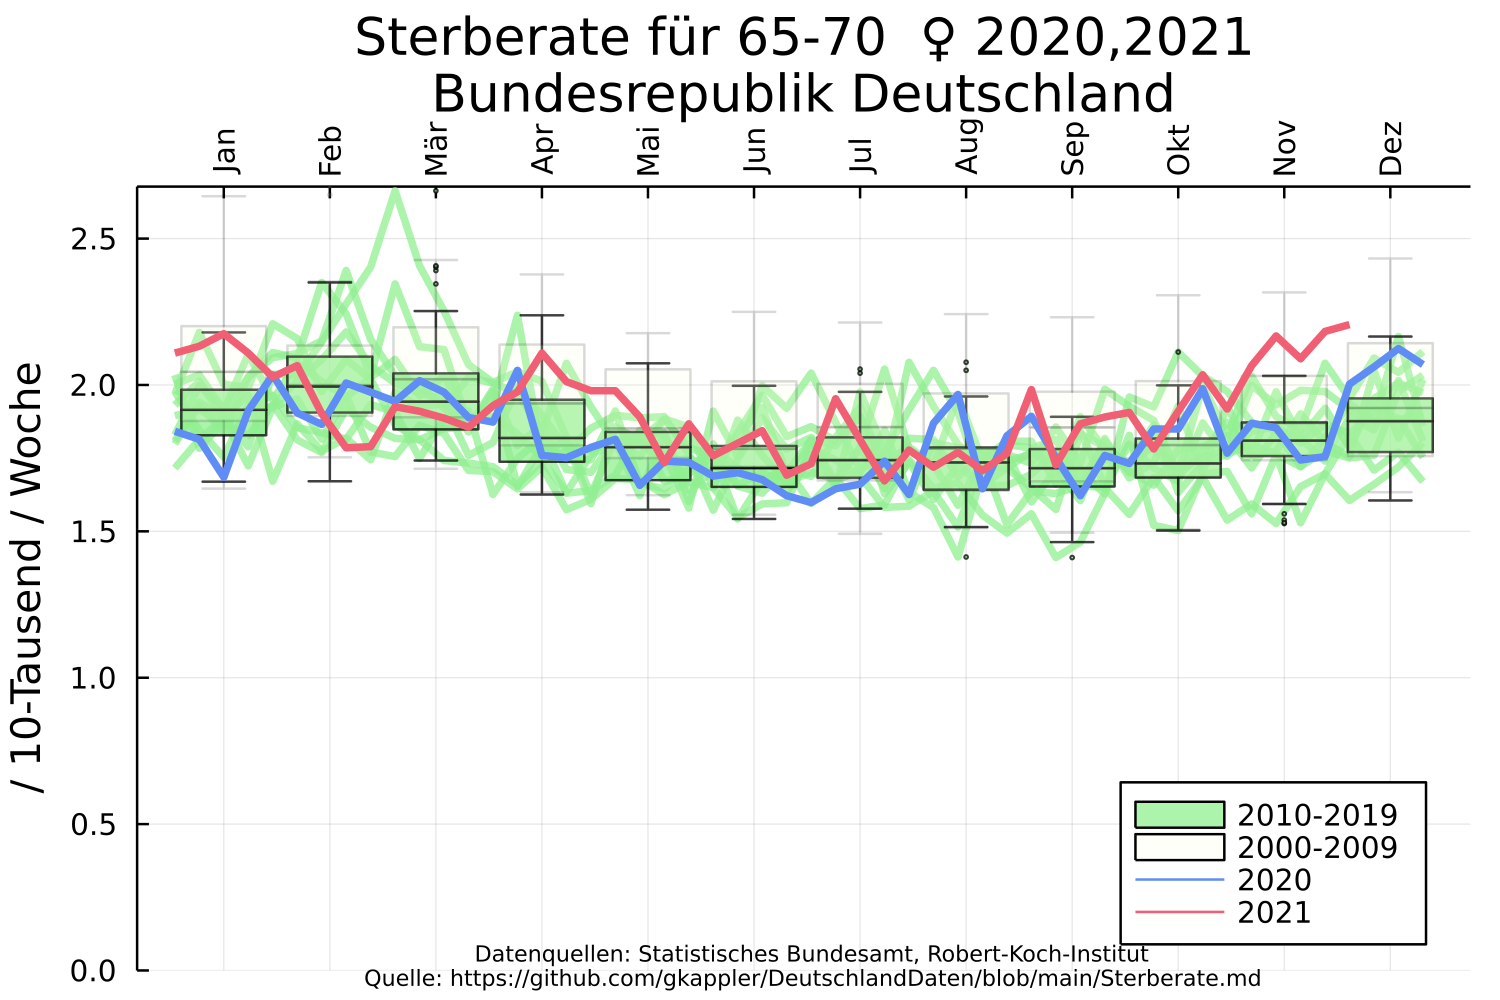 Sterberate für 65-70 ♀ 2020,2021
Bundesrepublik Deutschland
Jan Feb Mär Apr Mai Jun Jul Aug Sep Okt Nov Dez
/ 10-Tausend / Woche
2.5
2.0
1.5
1.0
0.5
0.0
2010-2019
2000-2009
2020
2021
Datenquellen: Statistisches Bundesamt, Robert-Koch-Institut
Quelle: https://github.com/gkappler/DeutschlandDaten/blob/main/Sterberate.md